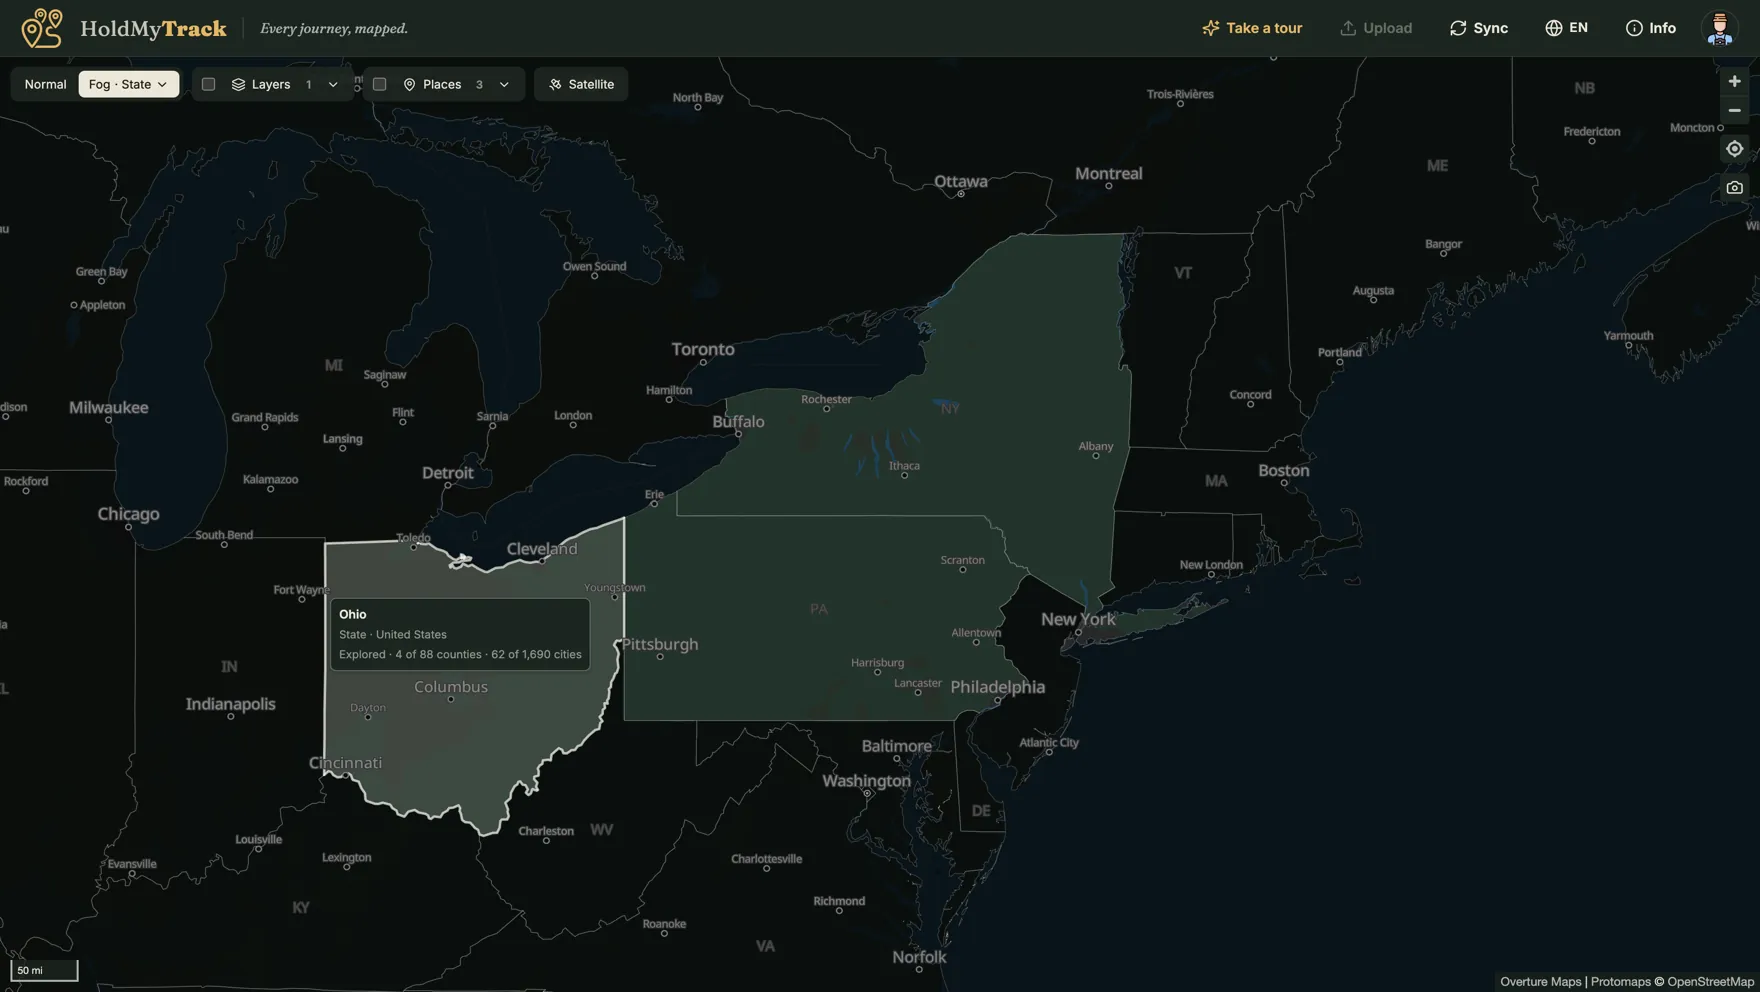 HoldMyTrack
Every journey, mapped.
Take a tour
Upload
Sync
EN
Info
Normal
Fog · State
Layers 1
Places 3
Satellite
North Bay
Trois-Rivières
NB
Fredericton
Moncton
ME
Ottawa
Montreal
Bangor
Green Bay
Owen Sound
VT
Appleton
Augusta
Yarmouth
Toronto
Portland
MI
Saginaw
Hamilton
Rochester
Concord
Milwaukee
Grand Rapids
Flint
Sarnia
London
Buffalo
NY
Lansing
Albany
Detroit
Ithaca
Boston
Rockford
Kalamazoo
MA
Erie
Chicago
South Bend
Toledo
Cleveland
Scranton
New London
Fort Wayne
Youngstown
Ohio
State · United States
Explored · 4 of 88 counties · 62 of 1,690 cities
PA
New York
Allentown
Pittsburgh
IN
Harrisburg
Lancaster
Philadelphia
Columbus
Indianapolis
Dayton
Atlantic City
Baltimore
Cincinnati
Washington
DE
Louisville
Charleston
WV
Evansville
Lexington
Charlottesville
KY
Richmond
Roanoke
VA
Norfolk
50 mi
Overture Maps | Protomaps © OpenStreetMap